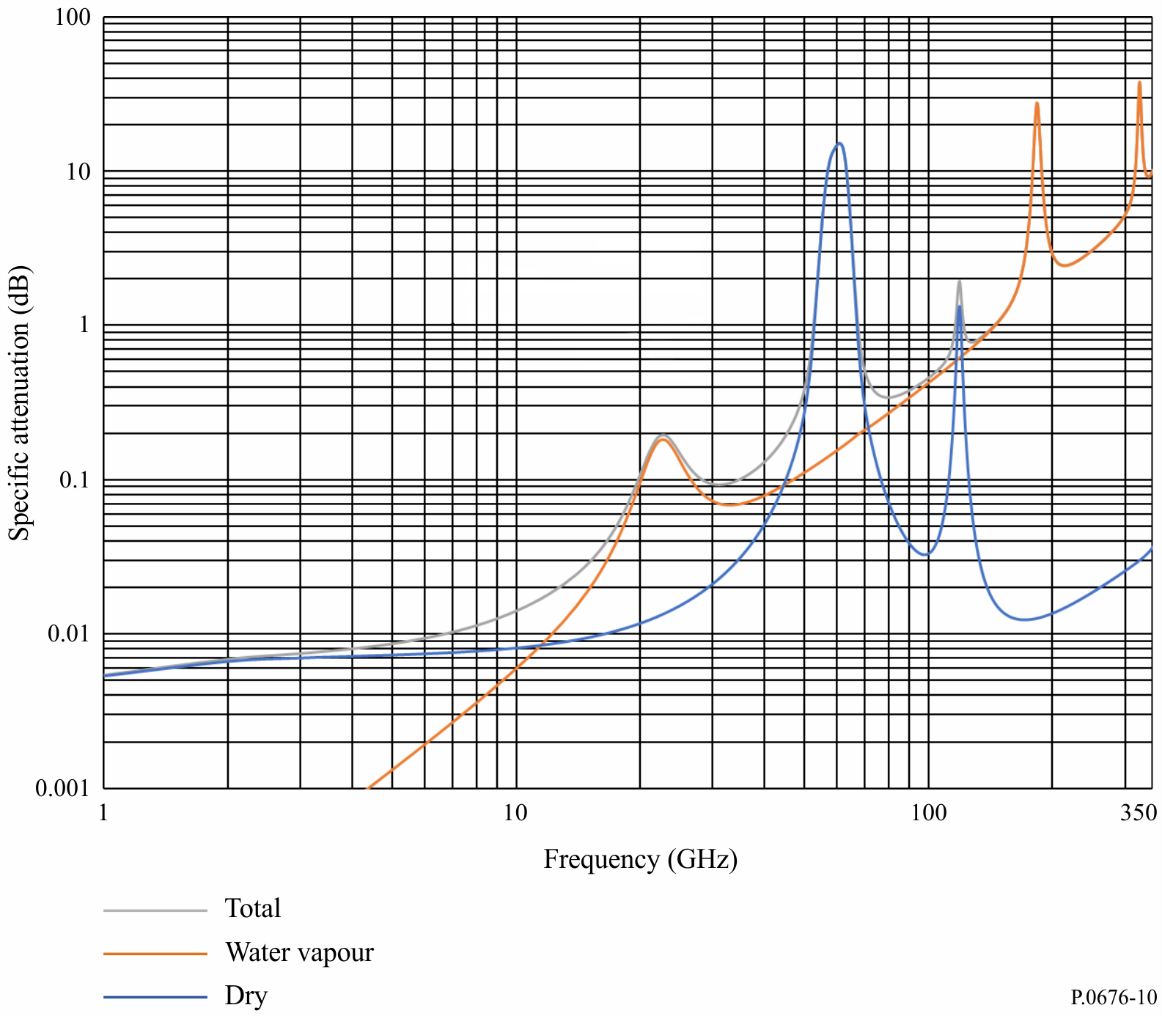 100
10
1
0.1
0.01
0.001
Specific attenuation (dB)
1 10 100 350
Frequency (GHz)
Total
Water vapour
Dry
P.0676-10